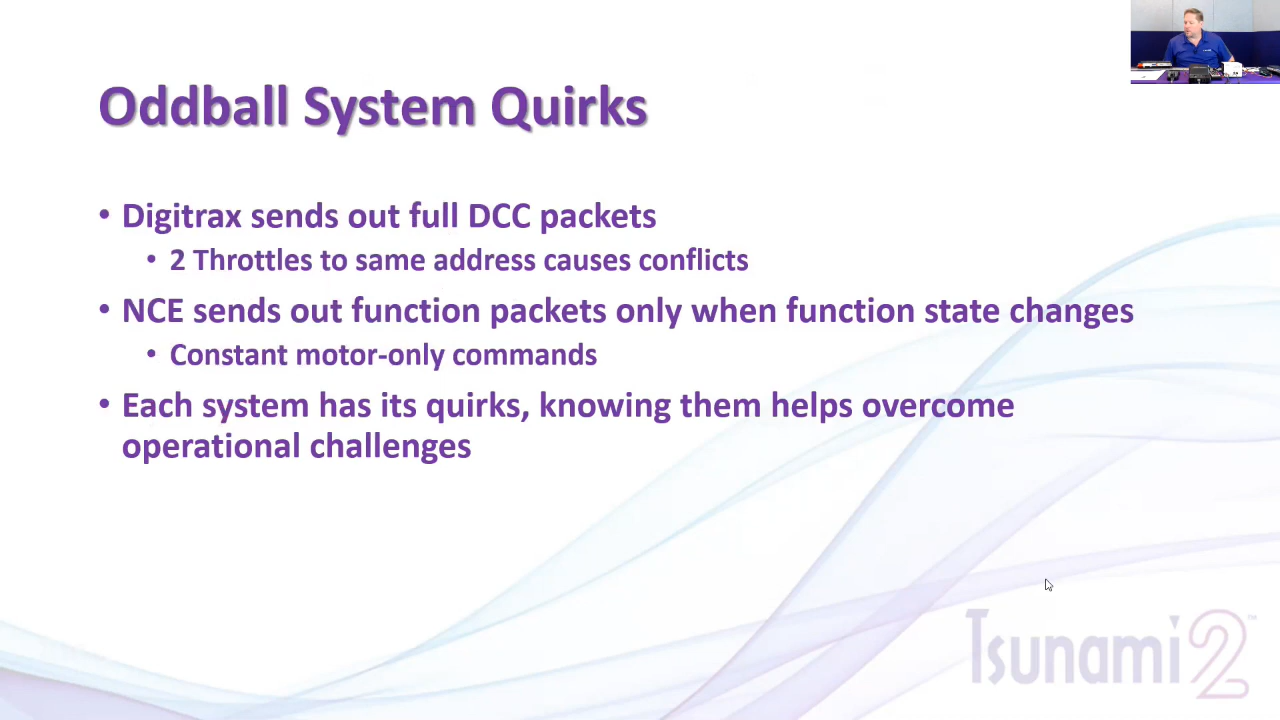 Oddball System Quirks
• Digitrax sends out full DCC packets
• 2 Throttles to same address causes conflicts
• NCE sends out function packets only when function state changes
• Constant motor-only commands
• Each system has its quirks, knowing them helps overcome
operational challenges
Tsunami2™